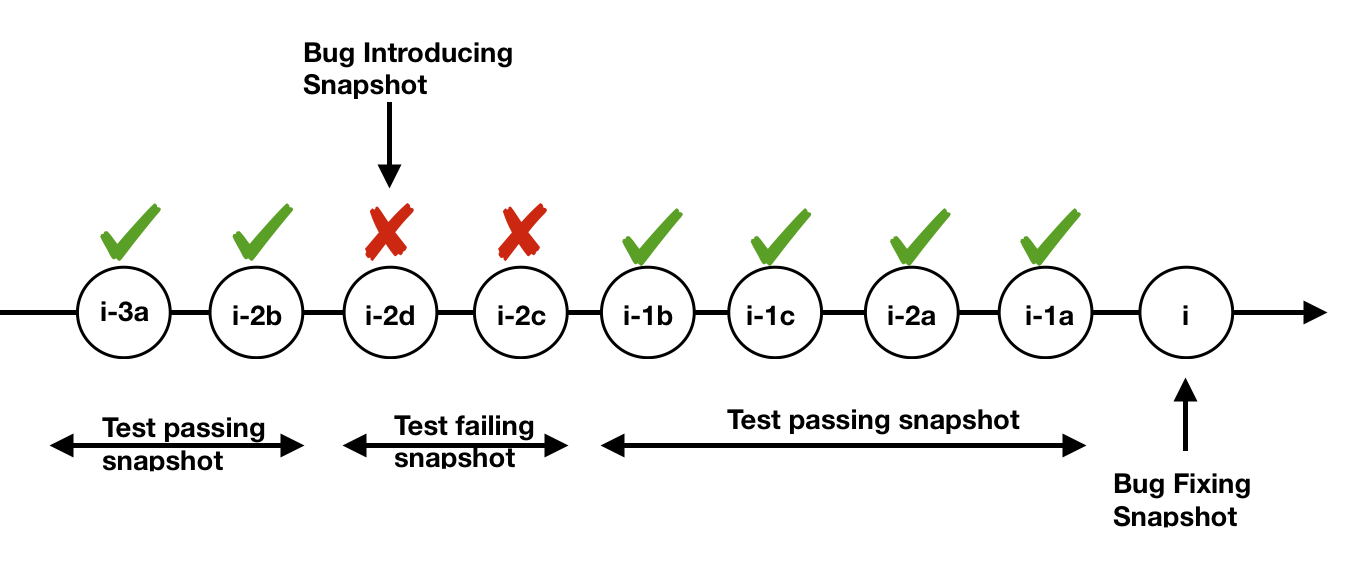 Bug Introducing
Snapshot
i-3a
i-2b
i-2d
i-2c
i-1b
i-1c
i-2a
i-1a
i
Test passing
snapshot
Test failing
snapshot
Test passing snapshot
Bug Fixing
Snapshot